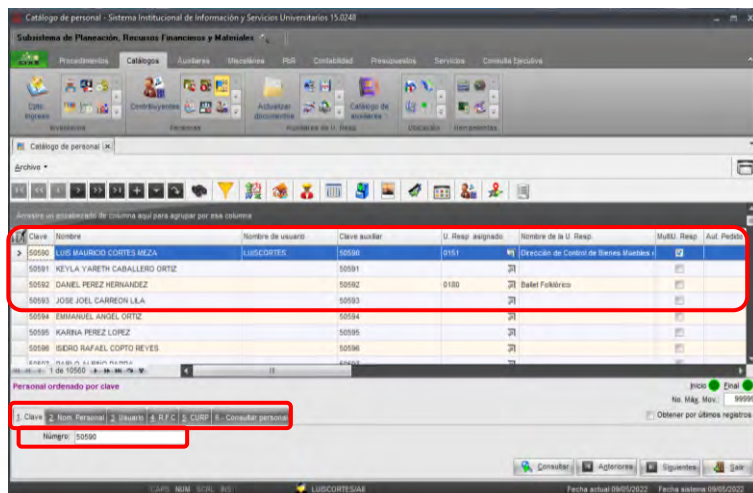 Catálogo de personal - Sistema Institucional de Información y Servicios Universitarios 15.0248
Subsistema de Planeación, Recursos Financieros y Materiales
Procedimientos Catálogos Auxiliares Misceláneos PbR Contabilidad Presupuestos Servicios Consulta Ejecutiva
Cpto. Ingreso Contribuyentes Actualizar documentos Catálogo de auxiliares
Inventarios Personas Auxiliares de U. Resp. Ubicación Herramientas
Catálogo de personal
Archivo
Arrastre un encabezado de columna aquí para agrupar por esa columna
Clave Nombre Nombre de usuario Clave auxiliar U. Resp. asignado Nombre de la U. Resp. MultiU. Resp Aut. Pedido
50590 LUIS MAURICIO CORTES MEZA LUISCORTES 50590 0151 Dirección de Control de Bienes Muebles
50591 KEYLA YARETH CABALLERO ORTIZ 50591
50592 DANIEL PEREZ HERNANDEZ 50592 0180 Ballet Folklórico
50593 JOSE JOEL CARREON LILA 50593
50594 EMMANUEL ANGEL ORTIZ 50594
50595 KARINA PEREZ LOPEZ 50595
50596 ISIDRO RAFAEL COPTO REYES 50596
1 de 10560
Personal ordenado por clave Inicio Final
No. Mág. Mov.: 99999
1. Clave 2. Nom. Personal 3. Usuario 4. R.F.C 5. CURP 6 - Consultar personal Obtener por últimos registros
Número: 50590
Consultar Anteriores Siguientes Salir
CAPS NUM SCRL INS LUISCORTES/All Fecha actual 09/05/2022 Fecha sistema 09/05/2022